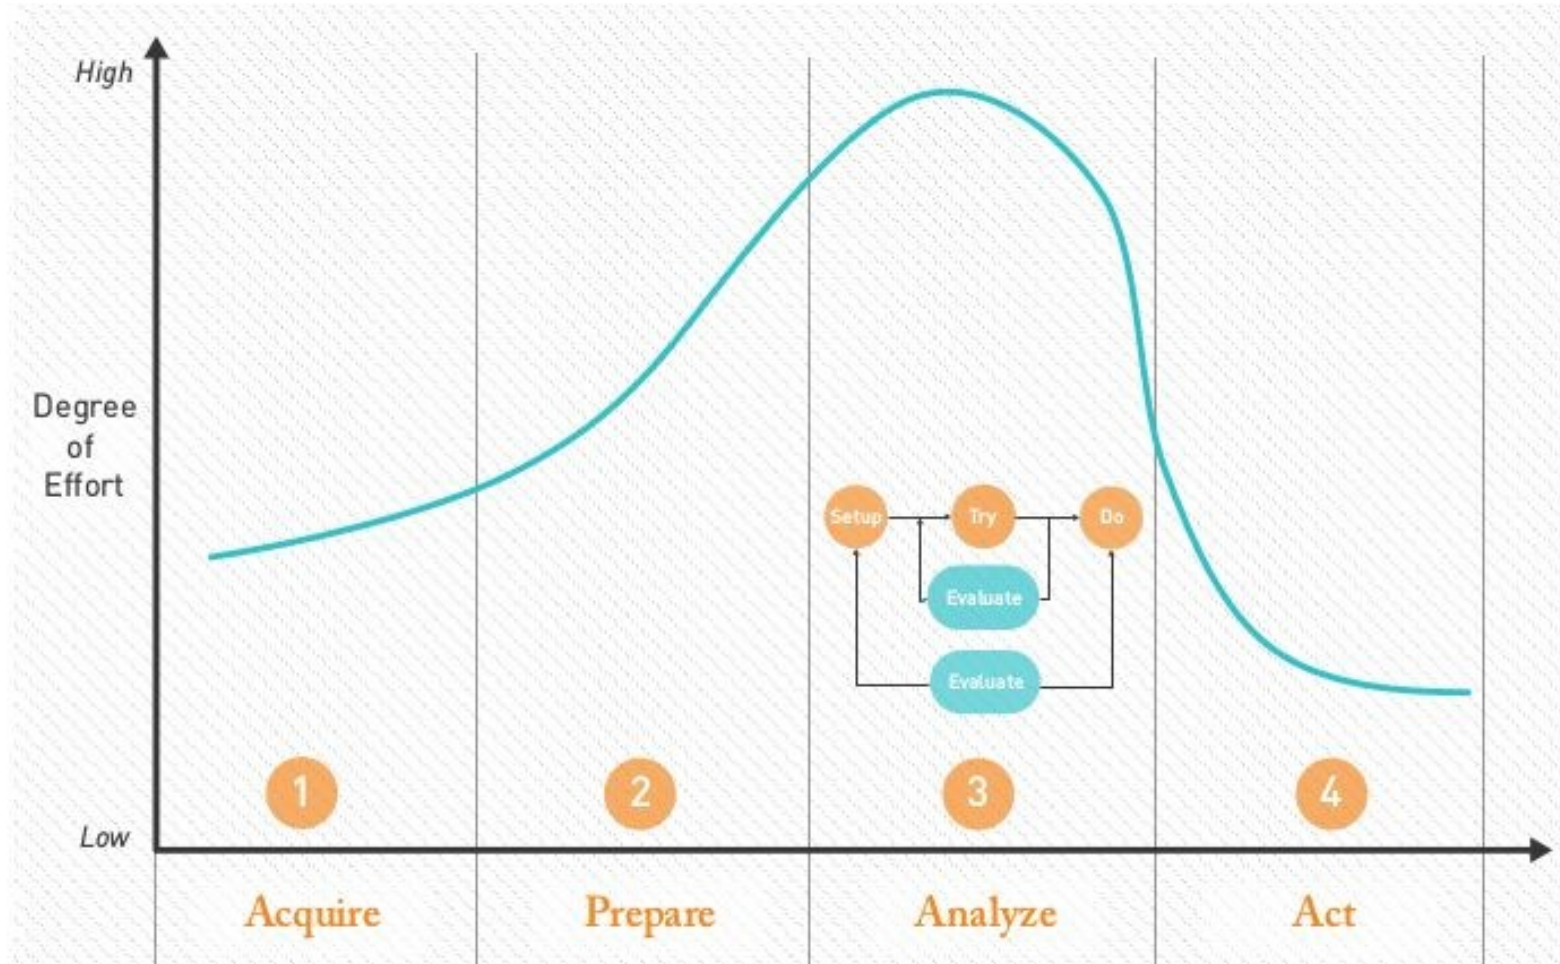 High
Degree
of
Effort
Setup
Try
Do
Evaluate
Evaluate
1
2
3
4
Low
Acquire
Prepare
Analyze
Act